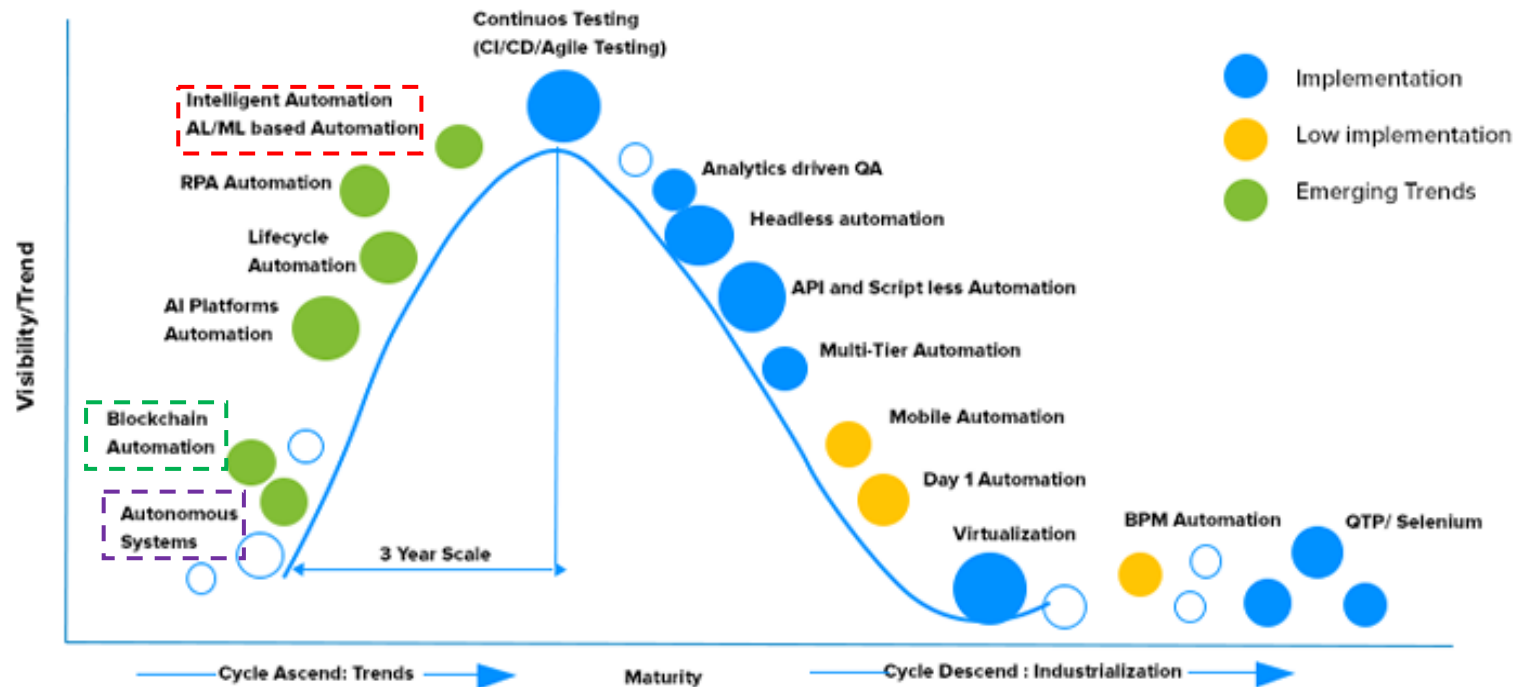 Continuos Testing
(CI/CD/Agile Testing)
Intelligent Automation
AL/ML based Automation
RPA Automation
Lifecycle
Automation
AI Platforms
Automation
Blockchain
Automation
Autonomous
Systems
3 Year Scale
Analytics driven QA
Headless automation
API and Script less Automation
Multi-Tier Automation
Mobile Automation
Day 1 Automation
Virtualization
BPM Automation
QTP/ Selenium
Implementation
Low implementation
Emerging Trends
Visibility/Trend
Cycle Ascend: Trends
Maturity
Cycle Descend : Industrialization